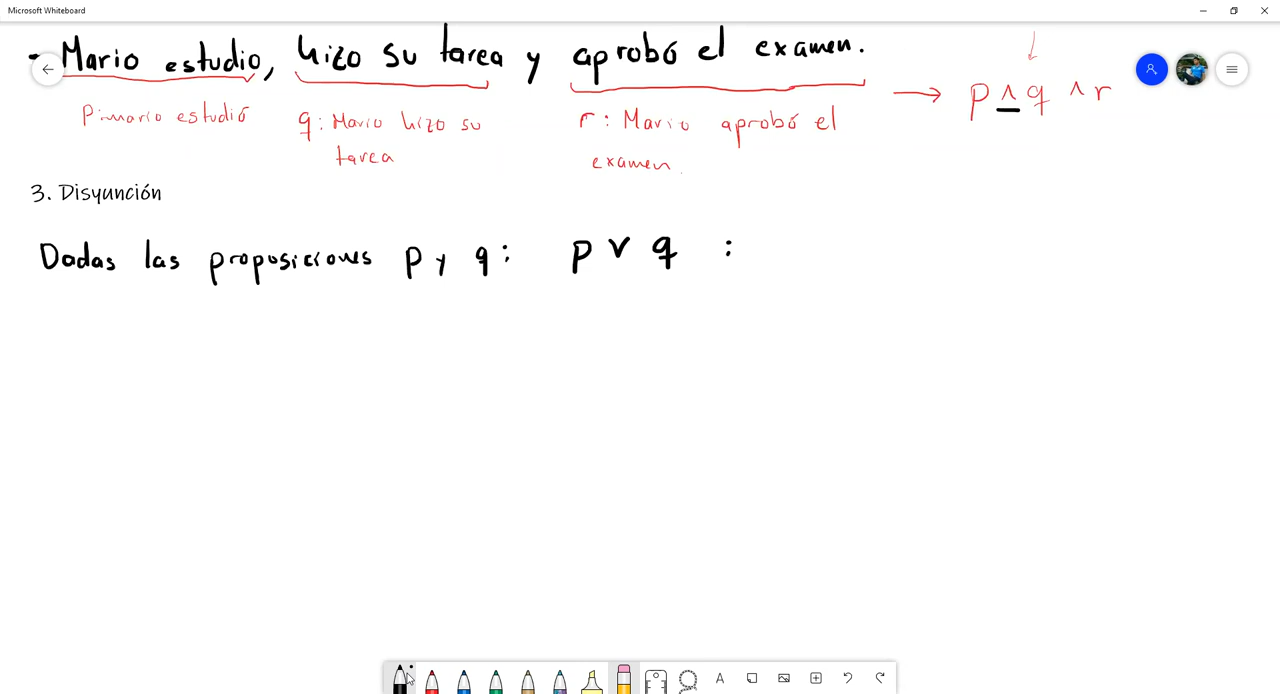 Microsoft Whiteboard
- Mario estudio, hizo su tarea y aprobó el examen.
p: mario estudió
q: Mario hizo su tarea
r: Mario aprobó el examen.
→ p ∧ q ∧ r
3. Disyunción
Dadas las proposiciones p y q: p ∨ q :